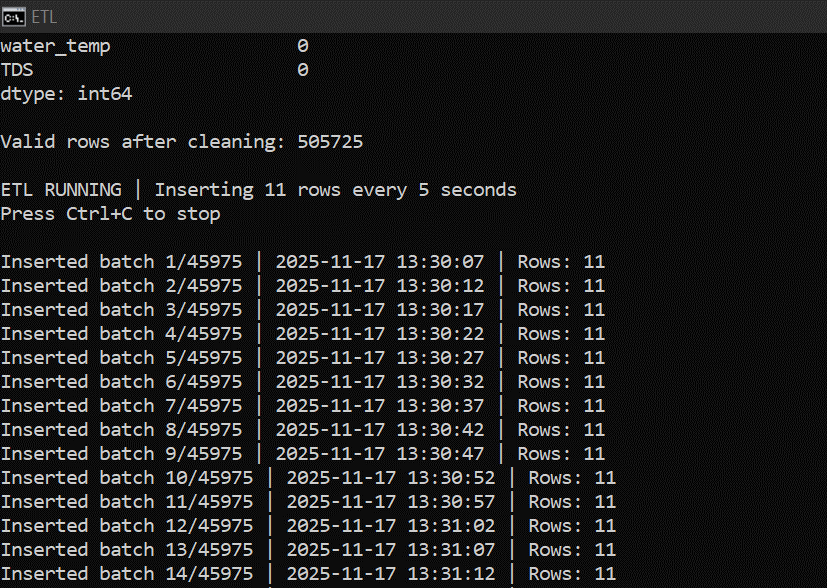 C:\. ETL
water_temp                 0
TDS                        0
dtype: int64
Valid rows after cleaning: 505725
ETL RUNNING | Inserting 11 rows every 5 seconds
Press Ctrl+C to stop
Inserted batch 1/45975 | 2025-11-17 13:30:07 | Rows: 11
Inserted batch 2/45975 | 2025-11-17 13:30:12 | Rows: 11
Inserted batch 3/45975 | 2025-11-17 13:30:17 | Rows: 11
Inserted batch 4/45975 | 2025-11-17 13:30:22 | Rows: 11
Inserted batch 5/45975 | 2025-11-17 13:30:27 | Rows: 11
Inserted batch 6/45975 | 2025-11-17 13:30:32 | Rows: 11
Inserted batch 7/45975 | 2025-11-17 13:30:37 | Rows: 11
Inserted batch 8/45975 | 2025-11-17 13:30:42 | Rows: 11
Inserted batch 9/45975 | 2025-11-17 13:30:47 | Rows: 11
Inserted batch 10/45975 | 2025-11-17 13:30:52 | Rows: 11
Inserted batch 11/45975 | 2025-11-17 13:30:57 | Rows: 11
Inserted batch 12/45975 | 2025-11-17 13:31:02 | Rows: 11
Inserted batch 13/45975 | 2025-11-17 13:31:07 | Rows: 11
Inserted batch 14/45975 | 2025-11-17 13:31:12 | Rows: 11